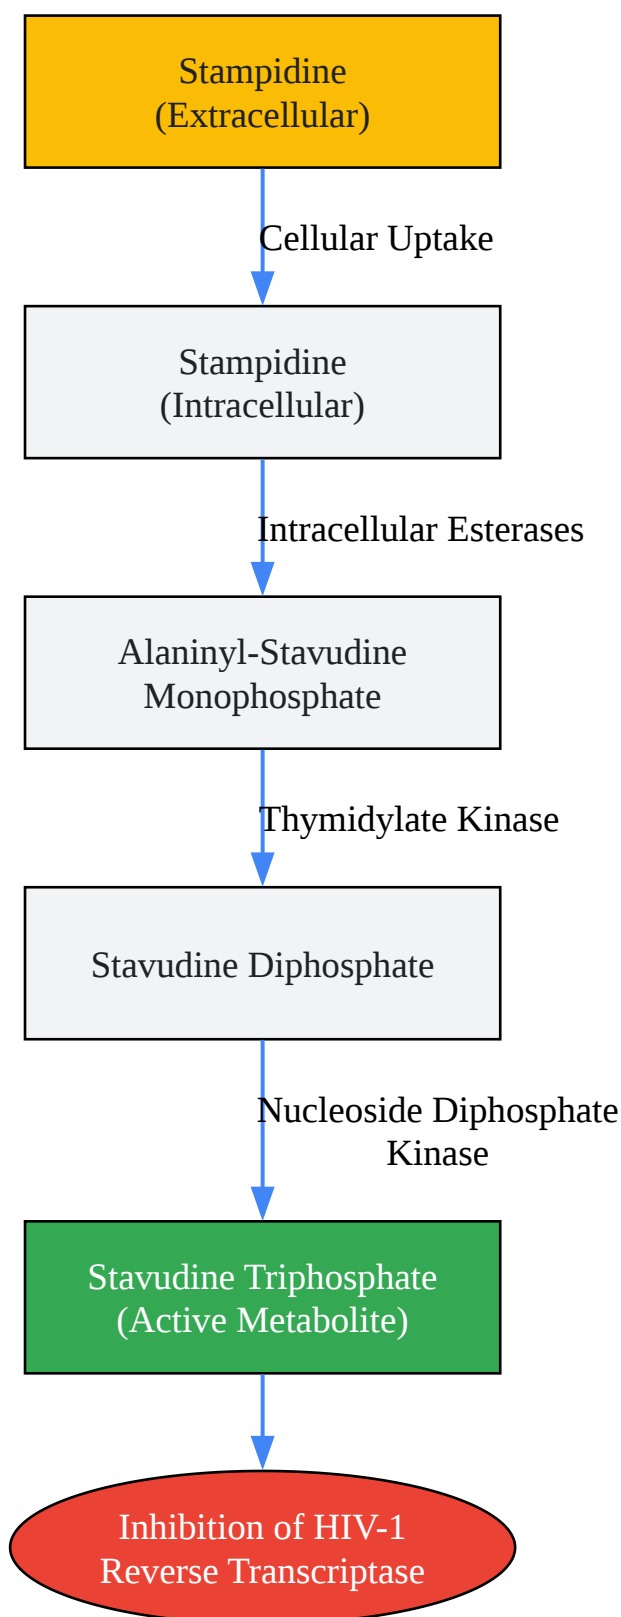 Stampidine
(Extracellular)
Cellular Uptake
Stampidine
(Intracellular)
Intracellular Esterases
Alaninyl-Stavudine
Monophosphate
Thymidylate Kinase
Stavudine Diphosphate
Nucleoside Diphosphate
Kinase
Stavudine Triphosphate
(Active Metabolite)
Inhibition of HIV-1
Reverse Transcriptase